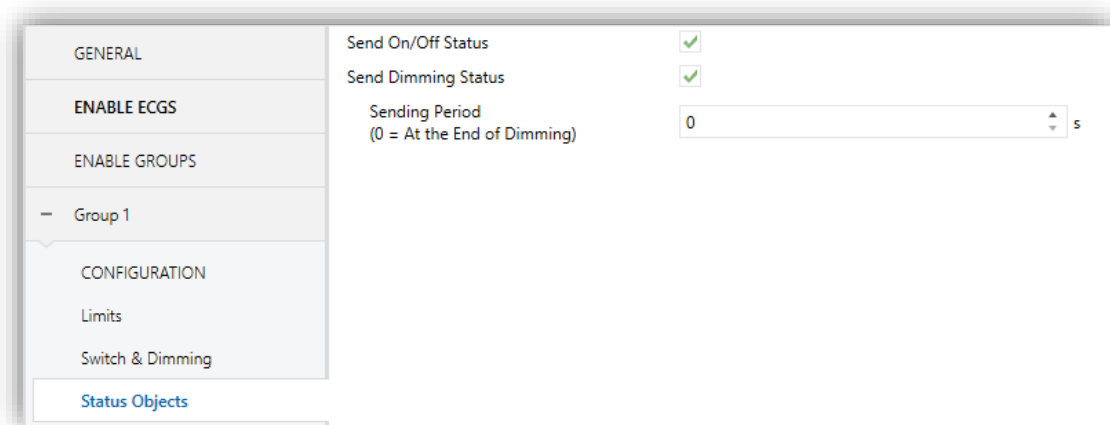 GENERAL
ENABLE ECGS
ENABLE GROUPS
− Group 1
CONFIGURATION
Limits
Switch & Dimming
Status Objects
Send On/Off Status
Send Dimming Status
Sending Period
(0 = At the End of Dimming)
0 s